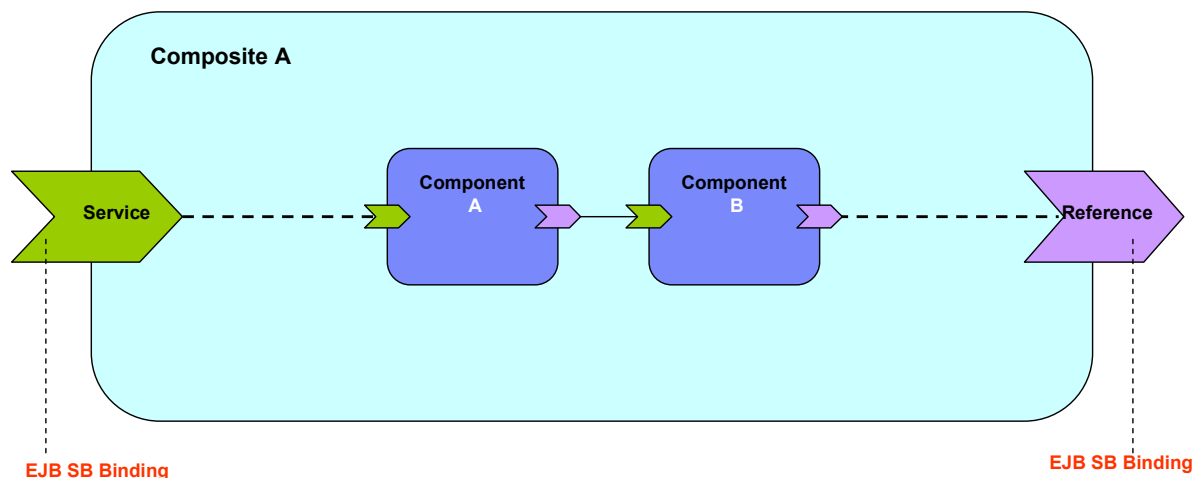 Composite A
Service
Component
A
Component
B
Reference
EJB SB Binding
EJB SB Binding